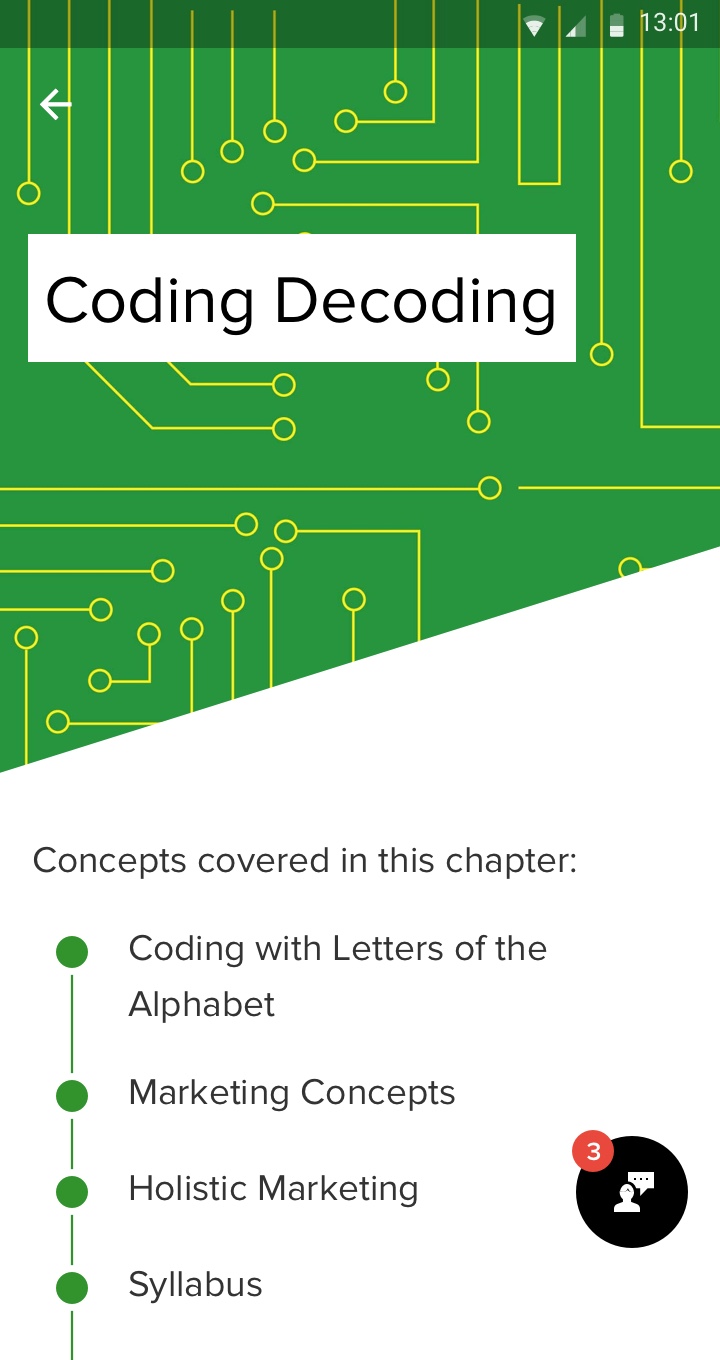 13:01
Coding Decoding
Concepts covered in this chapter:
Coding with Letters of the
Alphabet
Marketing Concepts
3
Holistic Marketing
Syllabus